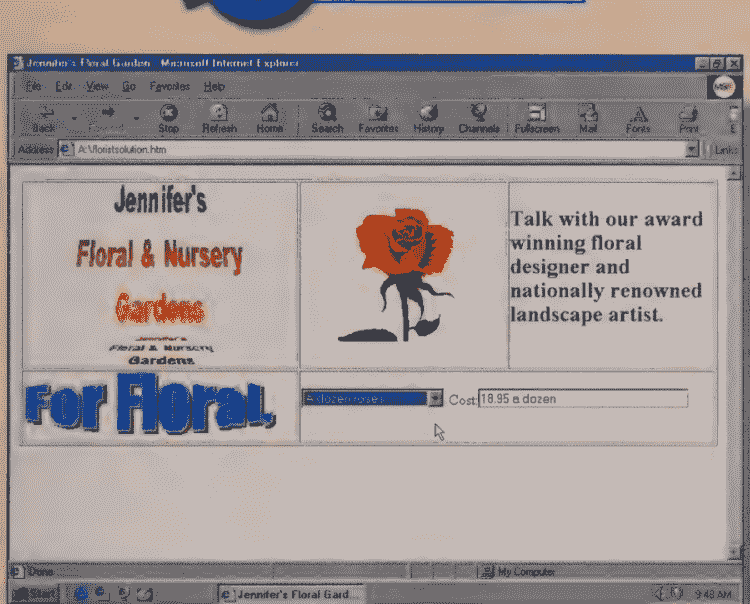 Jennifer's Floral Garden - Microsoft Internet Explorer
File Edit View Go Favorites Help
Back Forward Stop Refresh Home Search Favorites History Channels Fullscreen Mail Fonts Print E
Address A:\floristsolution.htm Links
Jennifer's
Floral & Nursery
Gardens
Jennifer's
Floral & Nursery
Gardens
Talk with our award
winning floral
designer and
nationally renowned
landscape artist.
For Floral,
A dozen roses Cost: 18.95 a dozen
Done My Computer
Start Jennifer's Floral Gard... 9:48 AM